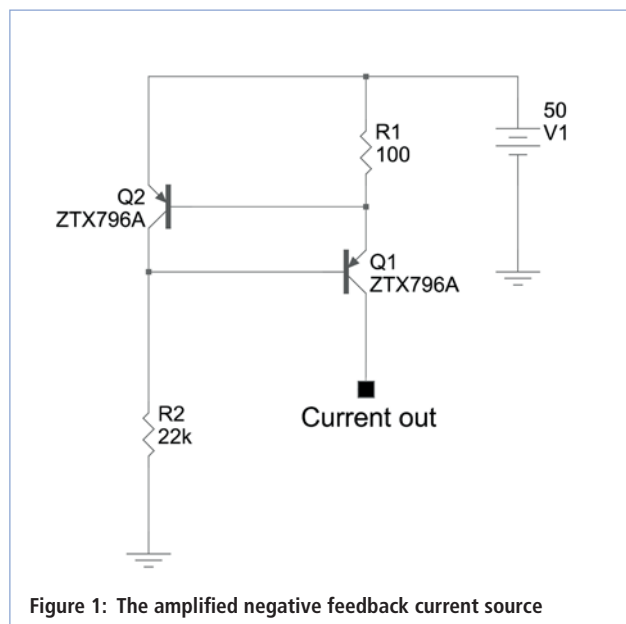 50
V1
R1
100
Q2
ZTX796A
Q1
ZTX796A
Current out
R2
22k
Figure 1: The amplified negative feedback current source